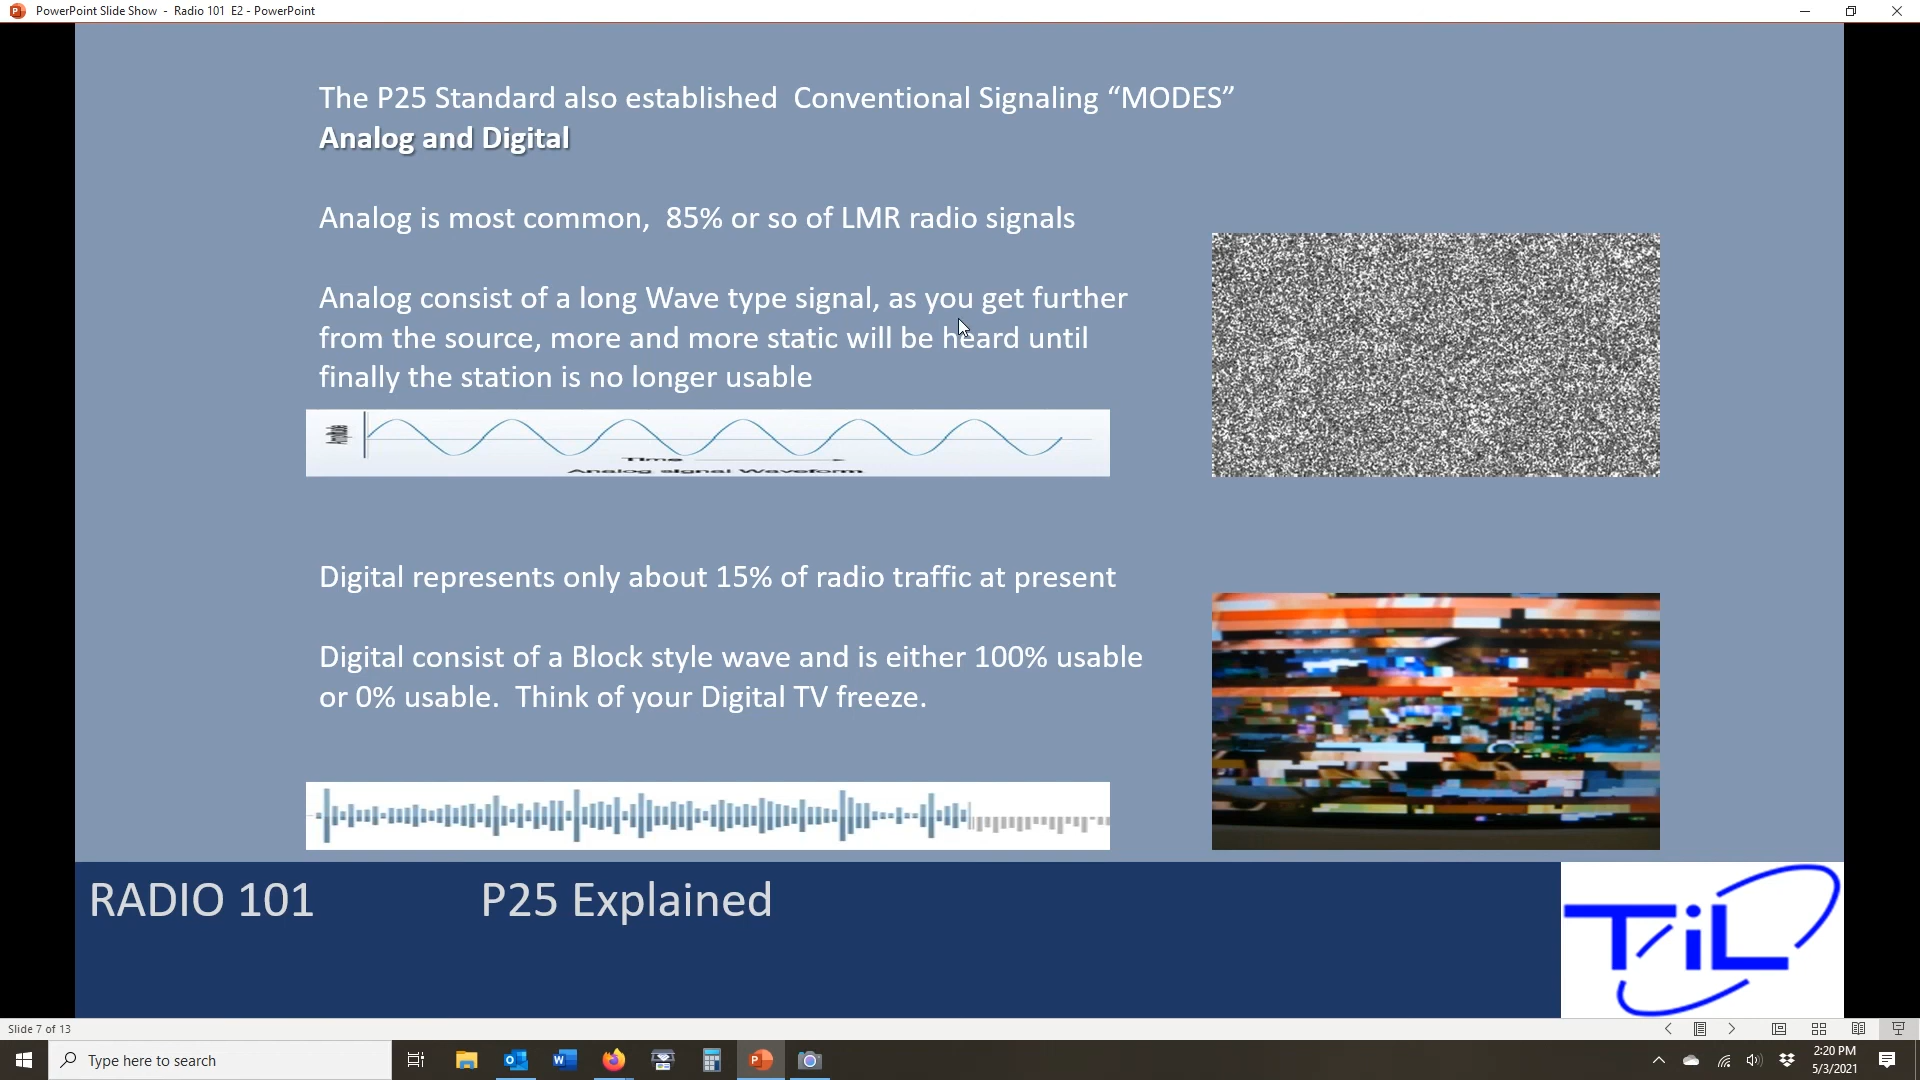 PowerPoint Slide Show - Radio 101 E2 - PowerPoint
The P25 Standard also established Conventional Signaling “MODES”
Analog and Digital
Analog is most common, 85% or so of LMR radio signals
Analog consist of a long Wave type signal, as you get further
from the source, more and more static will be heard until
finally the station is no longer usable
Amplitude
Time
Analog signal Waveform
Digital represents only about 15% of radio traffic at present
Digital consist of a Block style wave and is either 100% usable
or 0% usable. Think of your Digital TV freeze.
RADIO 101 P25 Explained
TiL
Slide 7 of 13
Type here to search
2:20 PM
5/3/2021